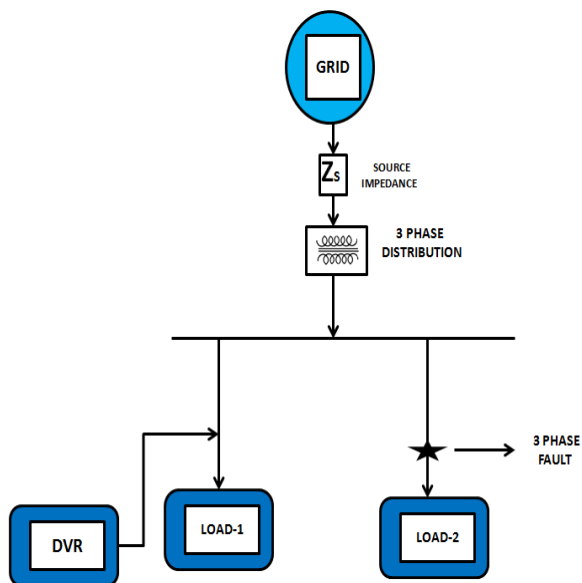 GRID
Zs
SOURCE
IMPEDANCE
3 PHASE
DISTRIBUTION
3 PHASE
FAULT
LOAD-1
LOAD-2
DVR